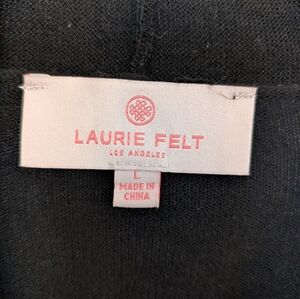 LAURIE FELT
LOS ANGELES
L
MADE IN
CHINA